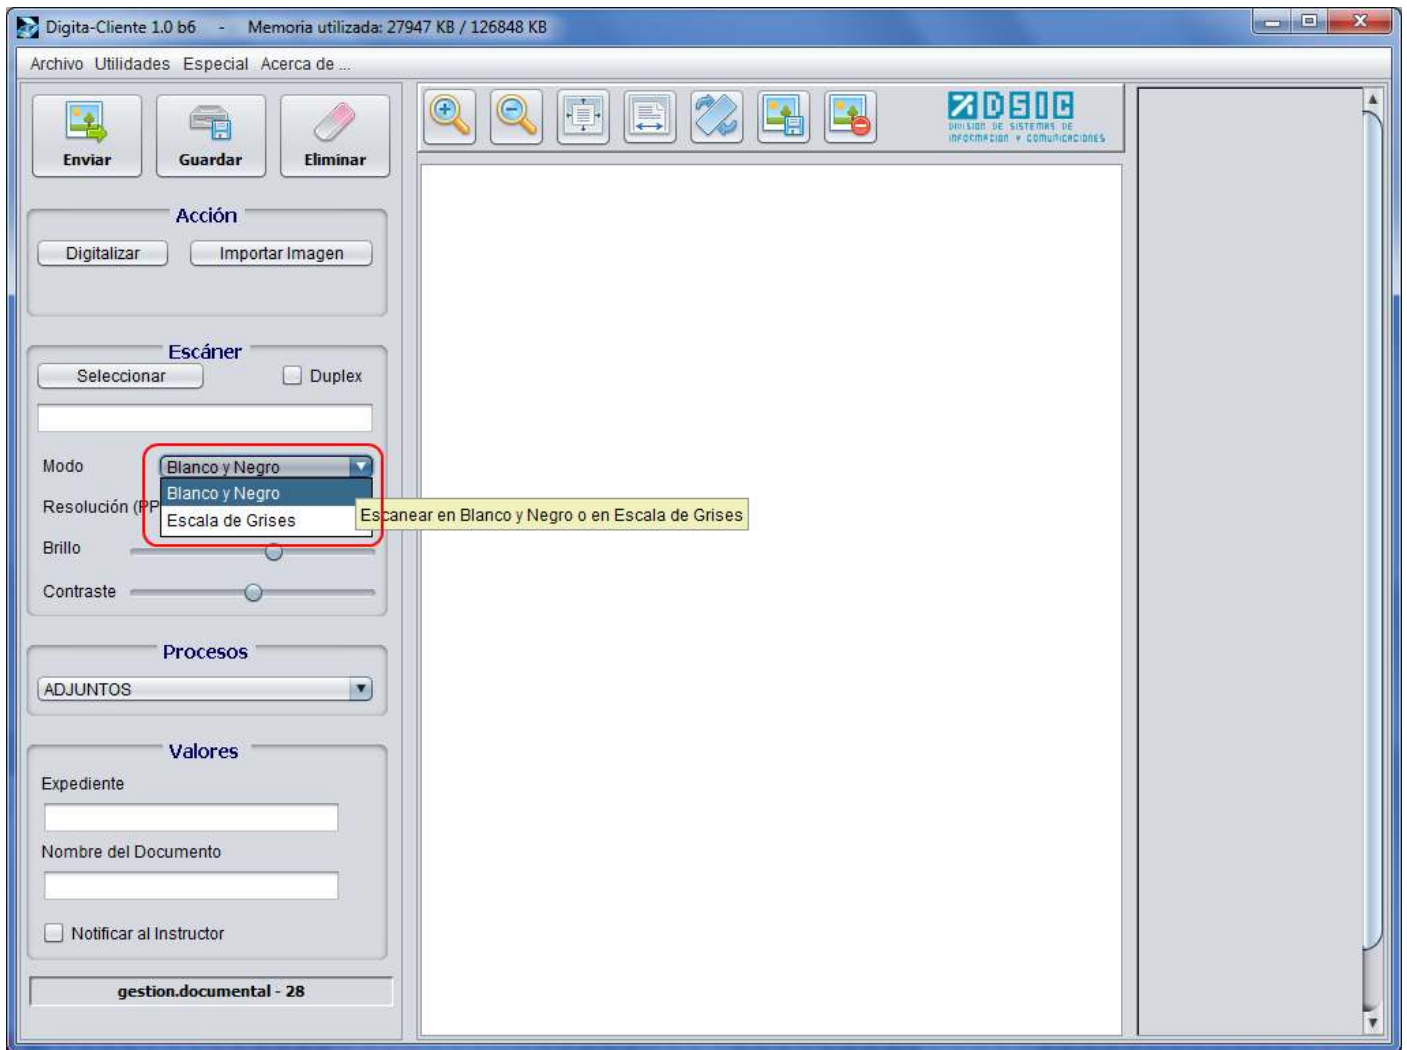 Digita-Cliente 1.0 b6 - Memoria utilizada: 27947 KB / 126848 KB
Archivo Utilidades Especial Acerca de ...
Enviar Guardar Eliminar
DSIC
DIVISION DE SISTEMAS DE
INFORMACION Y COMUNICACIONES
Acción
Digitalizar Importar Imagen
Escáner
Seleccionar Duplex
Modo Blanco y Negro
Blanco y Negro
Resolución (PP
Escala de Grises
Escanear en Blanco y Negro o en Escala de Grises
Brillo
Contraste
Procesos
ADJUNTOS
Valores
Expediente
Nombre del Documento
Notificar al Instructor
gestion.documental - 28